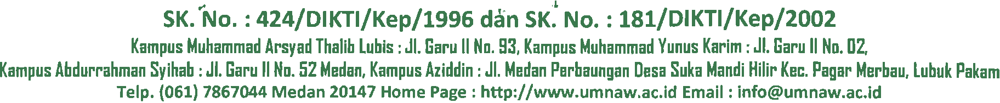 SK. No. : 424/DIKTI/Kep/1996 dan SK. No. : 181/DIKTI/Kep/2002
Kampus Muhammad Arsyad Thalib Lubis : Jl. Garu II No. 93, Kampus Muhammad Yunus Karim : Jl. Garu II No. 02,
Kampus Abdurrahman Syihab : Jl. Garu II No. 52 Medan, Kampus Aziddin : Jl. Medan Perbaungan Desa Suka Mandi Hilir Kec. Pagar Merbau, Lubuk Pakam
Telp. (061) 7867044 Medan 20147 Home Page : http://www.umnaw.ac.id Email : info@umnaw.ac.id